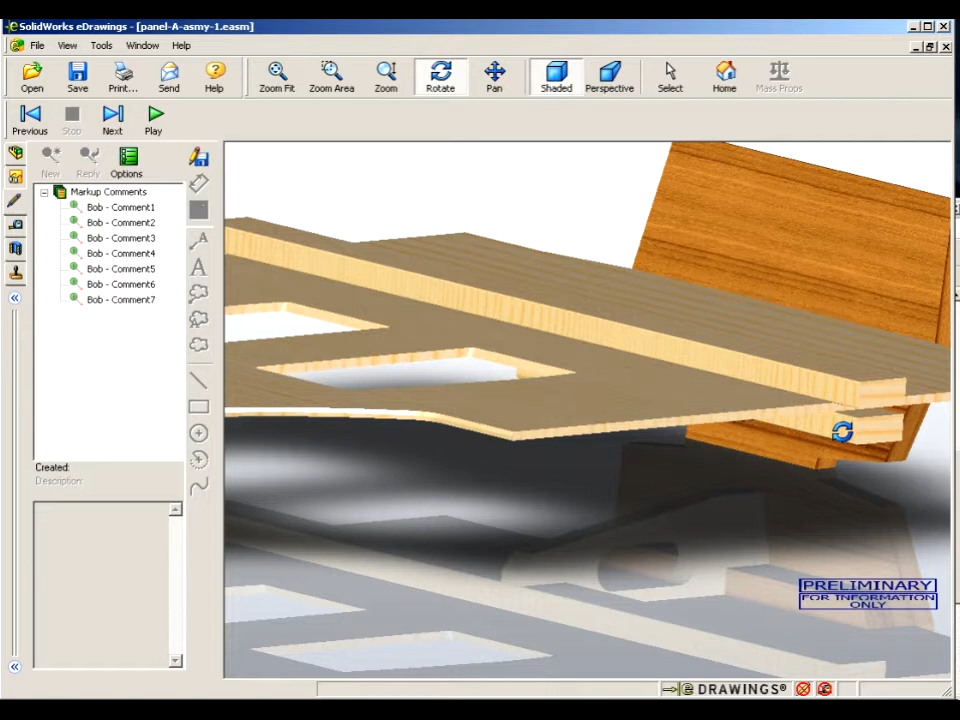 SolidWorks eDrawings - [panel-A-asmy-1.easm]
File View Tools Window Help
Open Save Print... Send Help Zoom Fit Zoom Area Zoom Rotate Pan Shaded Perspective Select Home Mass Props
Previous Stop Next Play
New Reply Options
Markup Comments
Bob - Comment1
Bob - Comment2
Bob - Comment3
Bob - Comment4
Bob - Comment5
Bob - Comment6
Bob - Comment7
Created:
Description:
PRELIMINARY
FOR INFORMATION
ONLY
e DRAWINGS®